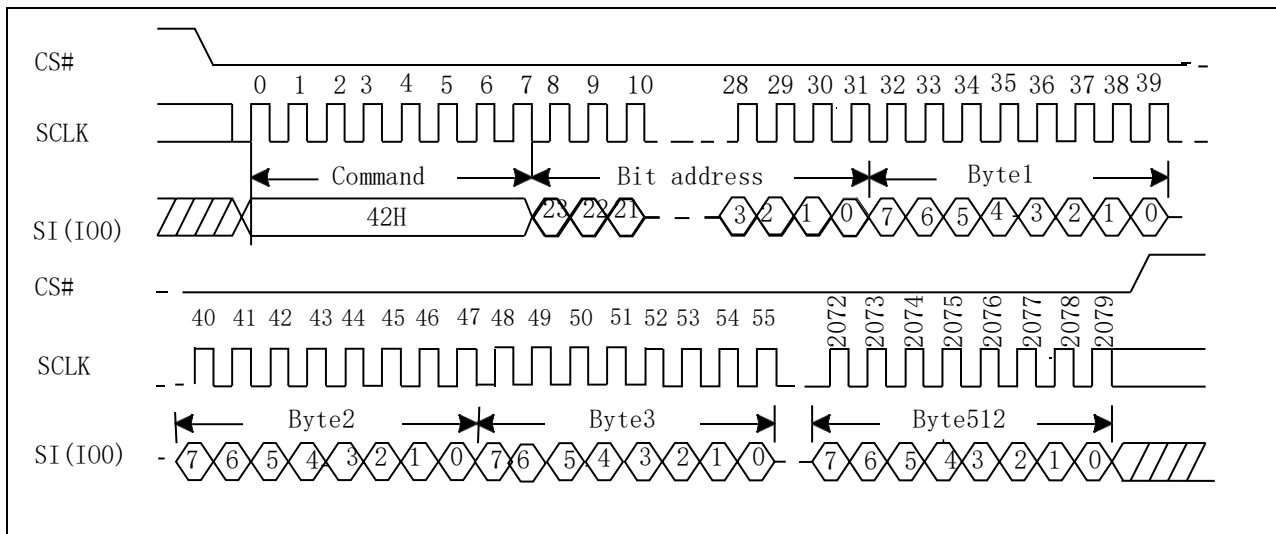 CS#
0 1 2 3 4 5 6 7 8 9 10 28 29 30 31 32 33 34 35 36 37 38 39
SCLK
Command Bit address Byte1
SI(IO0) 42H 23 22 21 3 2 1 0 7 6 5 4 3 2 1 0
CS#
40 41 42 43 44 45 46 47 48 49 50 51 52 53 54 55 2072 2073 2074 2075 2076 2077 2078 2079
SCLK
Byte2 Byte3 Byte512
SI(IO0) 7 6 5 4 3 2 1 0 7 6 5 4 3 2 1 0 7 6 5 4 3 2 1 0